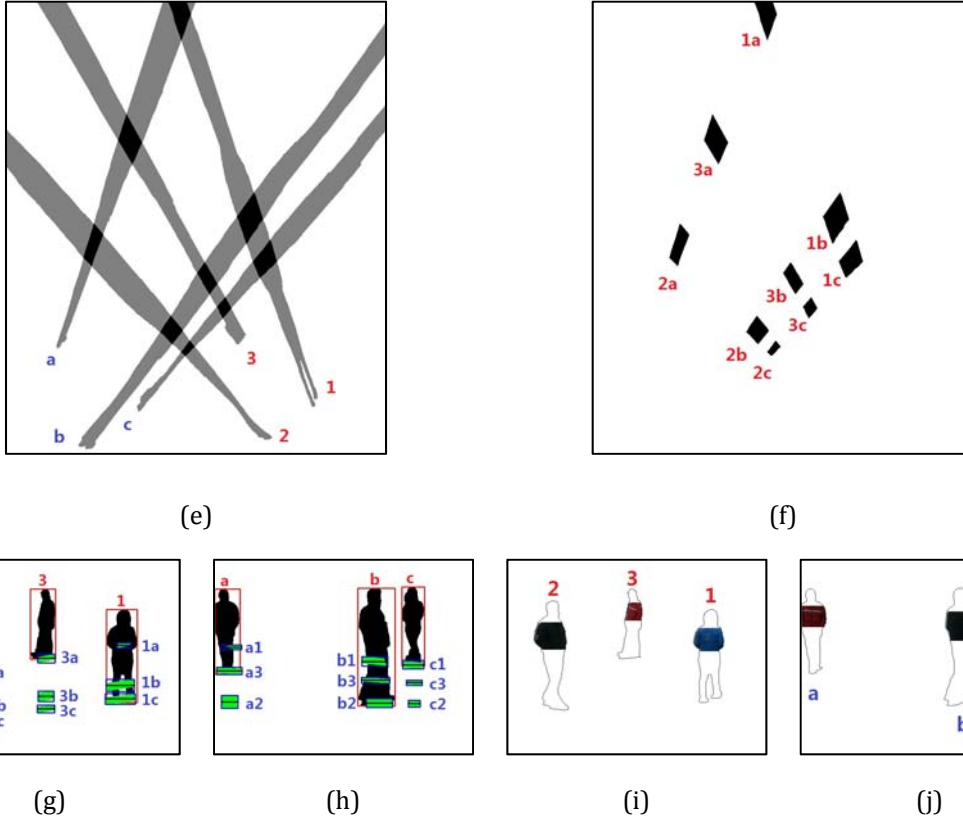 1a
3a
2a
1b
1c
3b
3c
2b
2c
a
3
1
b
c
2
(e)
(f)
3
1
1a
3a
1b
3b
1c
3c
a
b
c
a1
b1
c1
a3
b3
c3
a2
b2
c2
2
3
1
a
(g)
(h)
(i)
(j)